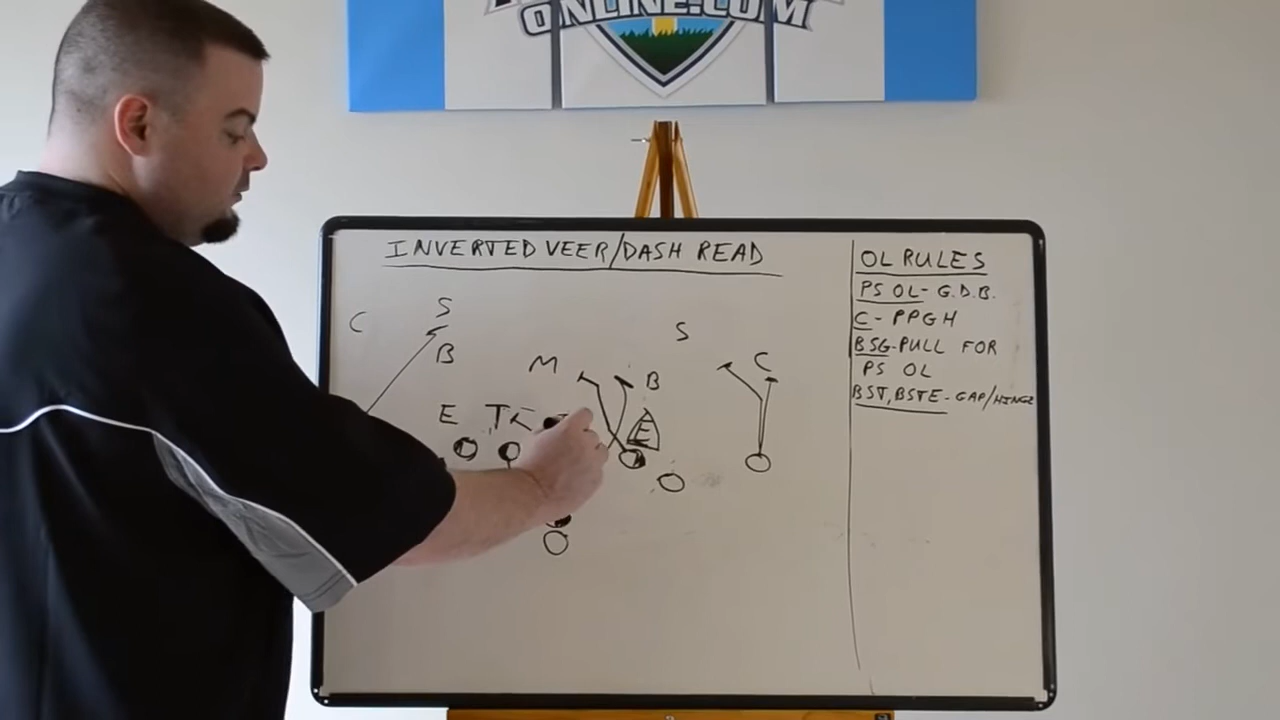 ONLINE.COM
INVERTED VEER/DASH READ
C S
B
M
S
C
B
E T
E
OL RULES
PS OL- G.D.B.
C- PPGH
BSG-PULL FOR
PS OL
BST, BSTE- GAP/HINGE